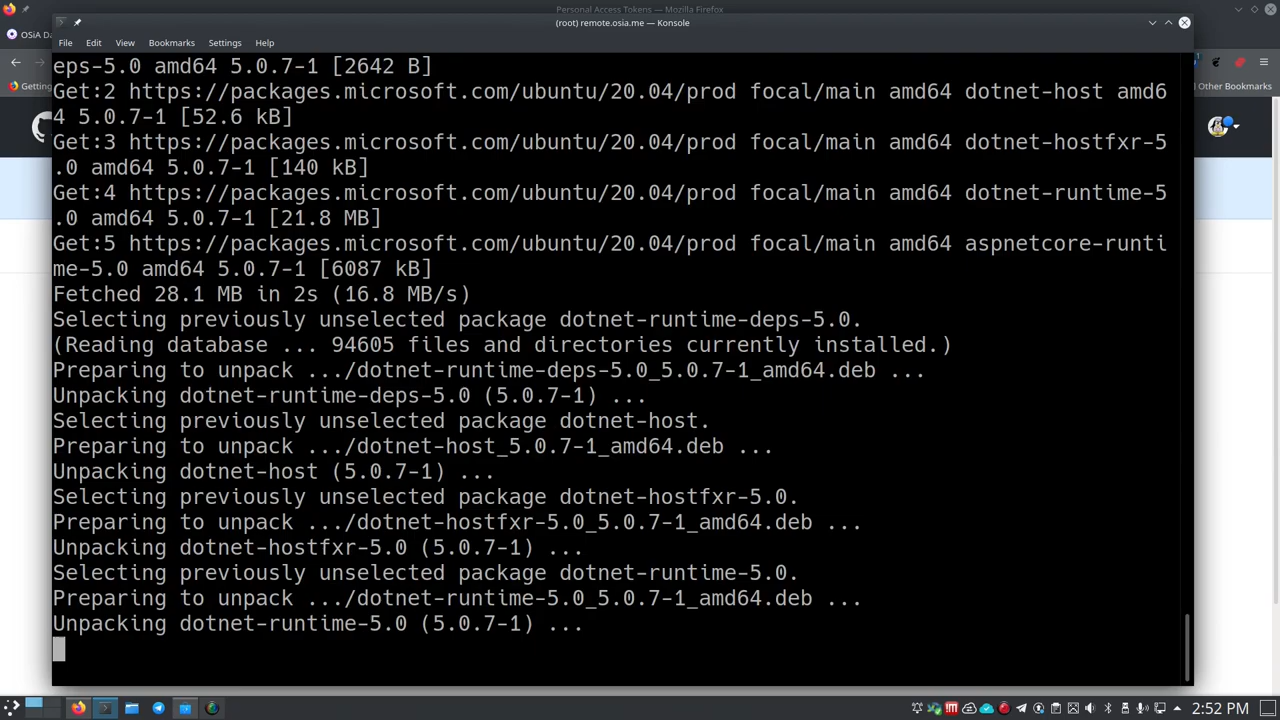 Personal Access Tokens — Mozilla Firefox
(root) remote.osia.me — Konsole
OSiA Da
File Edit View Bookmarks Settings Help
Getting
Other Bookmarks
eps-5.0 amd64 5.0.7-1 [2642 B]
Get:2 https://packages.microsoft.com/ubuntu/20.04/prod focal/main amd64 dotnet-host amd6
4 5.0.7-1 [52.6 kB]
Get:3 https://packages.microsoft.com/ubuntu/20.04/prod focal/main amd64 dotnet-hostfxr-5
.0 amd64 5.0.7-1 [140 kB]
Get:4 https://packages.microsoft.com/ubuntu/20.04/prod focal/main amd64 dotnet-runtime-5
.0 amd64 5.0.7-1 [21.8 MB]
Get:5 https://packages.microsoft.com/ubuntu/20.04/prod focal/main amd64 aspnetcore-runti
me-5.0 amd64 5.0.7-1 [6087 kB]
Fetched 28.1 MB in 2s (16.8 MB/s)
Selecting previously unselected package dotnet-runtime-deps-5.0.
(Reading database ... 94605 files and directories currently installed.)
Preparing to unpack .../dotnet-runtime-deps-5.0_5.0.7-1_amd64.deb ...
Unpacking dotnet-runtime-deps-5.0 (5.0.7-1) ...
Selecting previously unselected package dotnet-host.
Preparing to unpack .../dotnet-host_5.0.7-1_amd64.deb ...
Unpacking dotnet-host (5.0.7-1) ...
Selecting previously unselected package dotnet-hostfxr-5.0.
Preparing to unpack .../dotnet-hostfxr-5.0_5.0.7-1_amd64.deb ...
Unpacking dotnet-hostfxr-5.0 (5.0.7-1) ...
Selecting previously unselected package dotnet-runtime-5.0.
Preparing to unpack .../dotnet-runtime-5.0_5.0.7-1_amd64.deb ...
Unpacking dotnet-runtime-5.0 (5.0.7-1) ...
2:52 PM